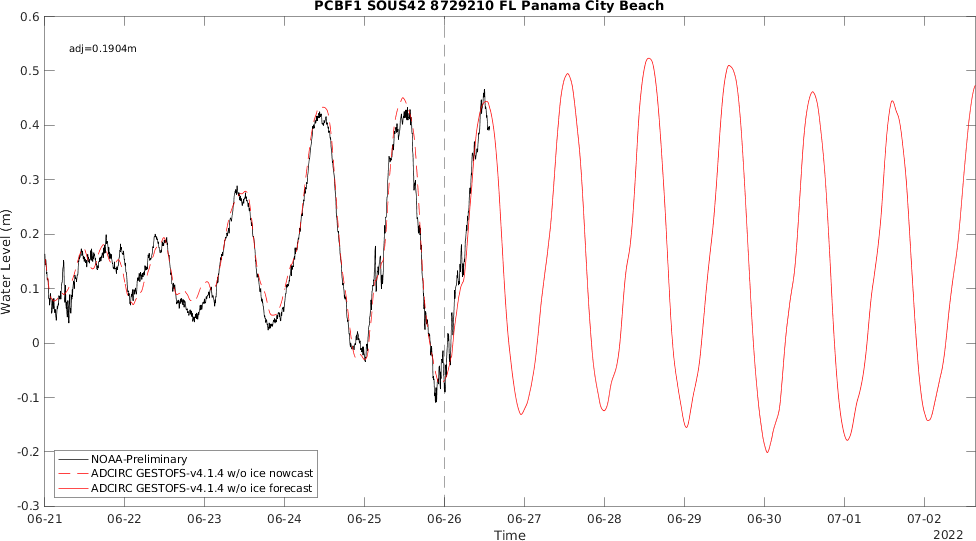 PCBF1 SOUS42 8729210 FL Panama City Beach
0.6
adj=0.1904m
0.5
0.4
0.3
0.2
0.1
0
-0.1
-0.2
-0.3
Water Level (m)
NOAA-Preliminary
ADCIRC GESTOFS-v4.1.4 w/o ice nowcast
ADCIRC GESTOFS-v4.1.4 w/o ice forecast
06-21 06-22 06-23 06-24 06-25 06-26 06-27 06-28 06-29 06-30 07-01 07-02
Time
2022